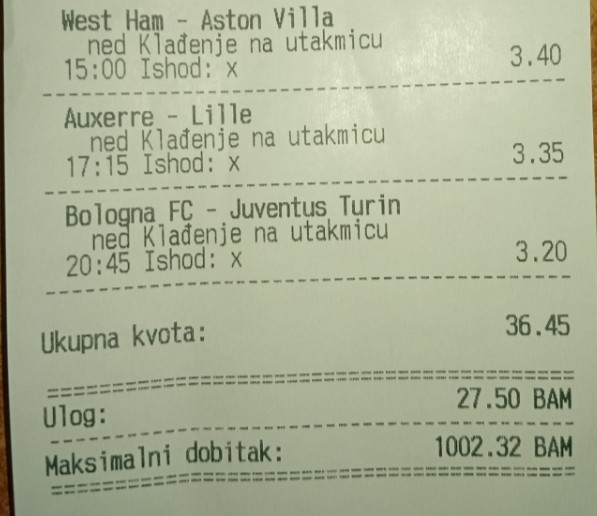 West Ham - Aston Villa
ned Klađenje na utakmicu
15:00 Ishod: x 3.40
Auxerre - Lille
ned Klađenje na utakmicu
17:15 Ishod: x 3.35
Bologna FC - Juventus Turin
ned Klađenje na utakmicu
20:45 Ishod: x 3.20
Ukupna kvota: 36.45
Ulog: 27.50 BAM
Maksimalni dobitak: 1002.32 BAM